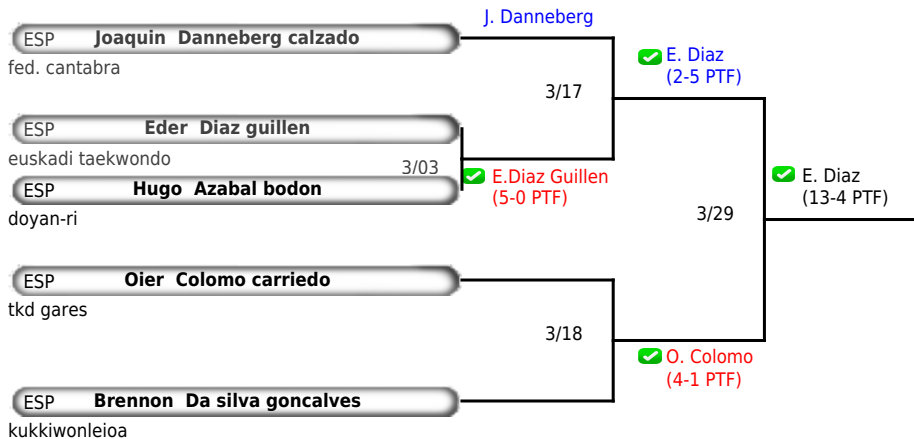 J. Danneberg
ESP Joaquin Danneberg calzado
fed. cantabra
E. Diaz
(2-5 PTF)
3/17
ESP Eder Diaz guillen
euskadi taekwondo
3/03
E.Diaz Guillen
(5-0 PTF)
ESP Hugo Azabal bodon
doyan-ri
E. Diaz
(13-4 PTF)
3/29
ESP Oier Colomo carriedo
tkd gares
3/18
O. Colomo
(4-1 PTF)
ESP Brennon Da silva goncalves
kukkiwonleioa